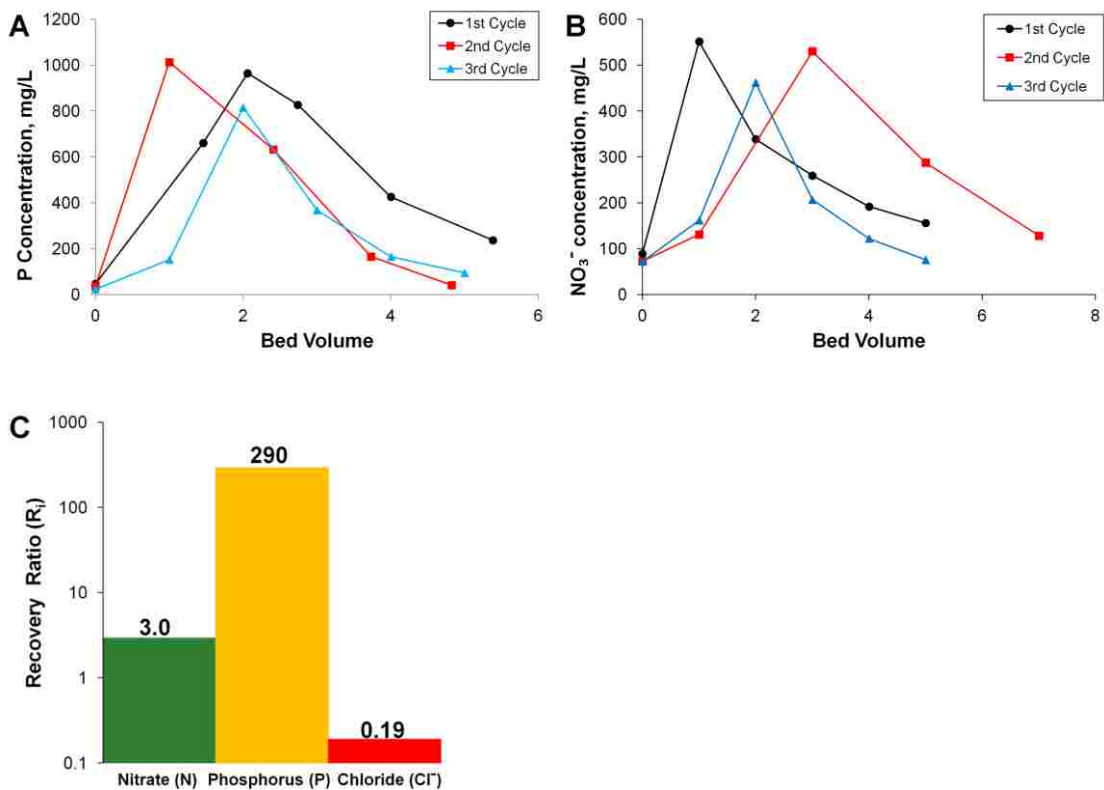 A
P Concentration, mg/L
1200
1000
800
600
400
200
0
0 2 4 6
Bed Volume
1st Cycle
2nd Cycle
3rd Cycle
B
NO₃⁻ concentration, mg/L
600
500
400
300
200
100
0
0 2 4 6 8
Bed Volume
1st Cycle
2nd Cycle
3rd Cycle
C
Recovery Ratio (Rᵢ)
1000
100
10
1
0.1
3.0
290
0.19
Nitrate (N) Phosphorus (P) Chloride (Cl⁻)